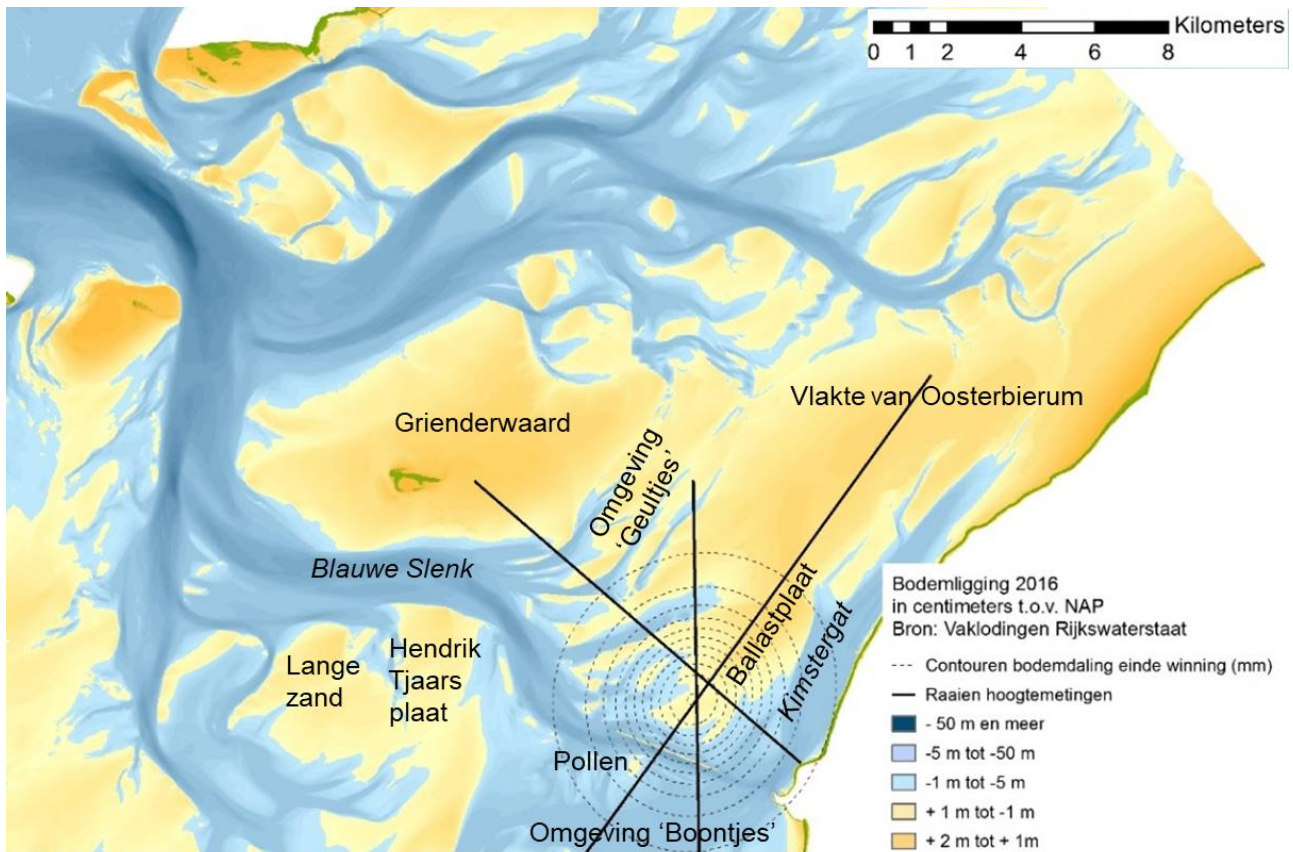 Kilometers
0 1 2 4 6 8
Vlakte van Oosterbierum
Grienderwaard
Omgeving
'Geultjes'
Blauwe Slenk
Ballastplaat
Kimstergat
Hendrik
Tjaars
plaat
Lange
zand
Pollen
Omgeving 'Boontjes'
Bodemligging 2016
in centimeters t.o.v. NAP
Bron: Vaklodingen Rijkswaterstaat
Contouren bodemdaling einde winning (mm)
Raaien hoogtemetingen
- 50 m en meer
-5 m tot -50 m
-1 m tot -5 m
+ 1 m tot -1 m
+ 2 m tot + 1m